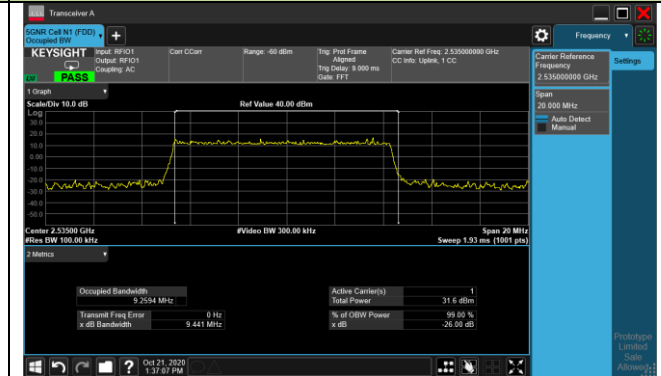 Transceiver A
5GNR Cell N1 (FDD)
Occupied BW
Frequency
KEYSIGHT
Input: RFIO1
Output: RFIO1
Coupling: AC
Corr CCorr
Range: -60 dBm
Trig: Prot Frame
Aligned
Trig Delay: 9.000 ms
Gate: FFT
Carrier Ref Freq: 2.535000000 GHz
CC Info: Uplink, 1 CC
PASS
Carrier Reference
Frequency
2.535000000 GHz
Settings
Span
20.000 MHz
Auto Detect
Manual
1 Graph
Scale/Div 10.0 dB
Ref Value 40.00 dBm
Log
30.0
20.0
10.0
0.00
-10.0
-20.0
-30.0
-40.0
-50.0
Center 2.53500 GHz
#Video BW 300.00 kHz
Span 20 MHz
#Res BW 100.00 kHz
Sweep 1.93 ms (1001 pts)
2 Metrics
Occupied Bandwidth
9.2594 MHz
Active Carrier(s) 1
Total Power 31.6 dBm
Transmit Freq Error 0 Hz
x dB Bandwidth 9.441 MHz
% of OBW Power 99.00 %
x dB -26.00 dB
Oct 21, 2020
1:37:07 PM
Prototype
Limited
Sale
Allowed